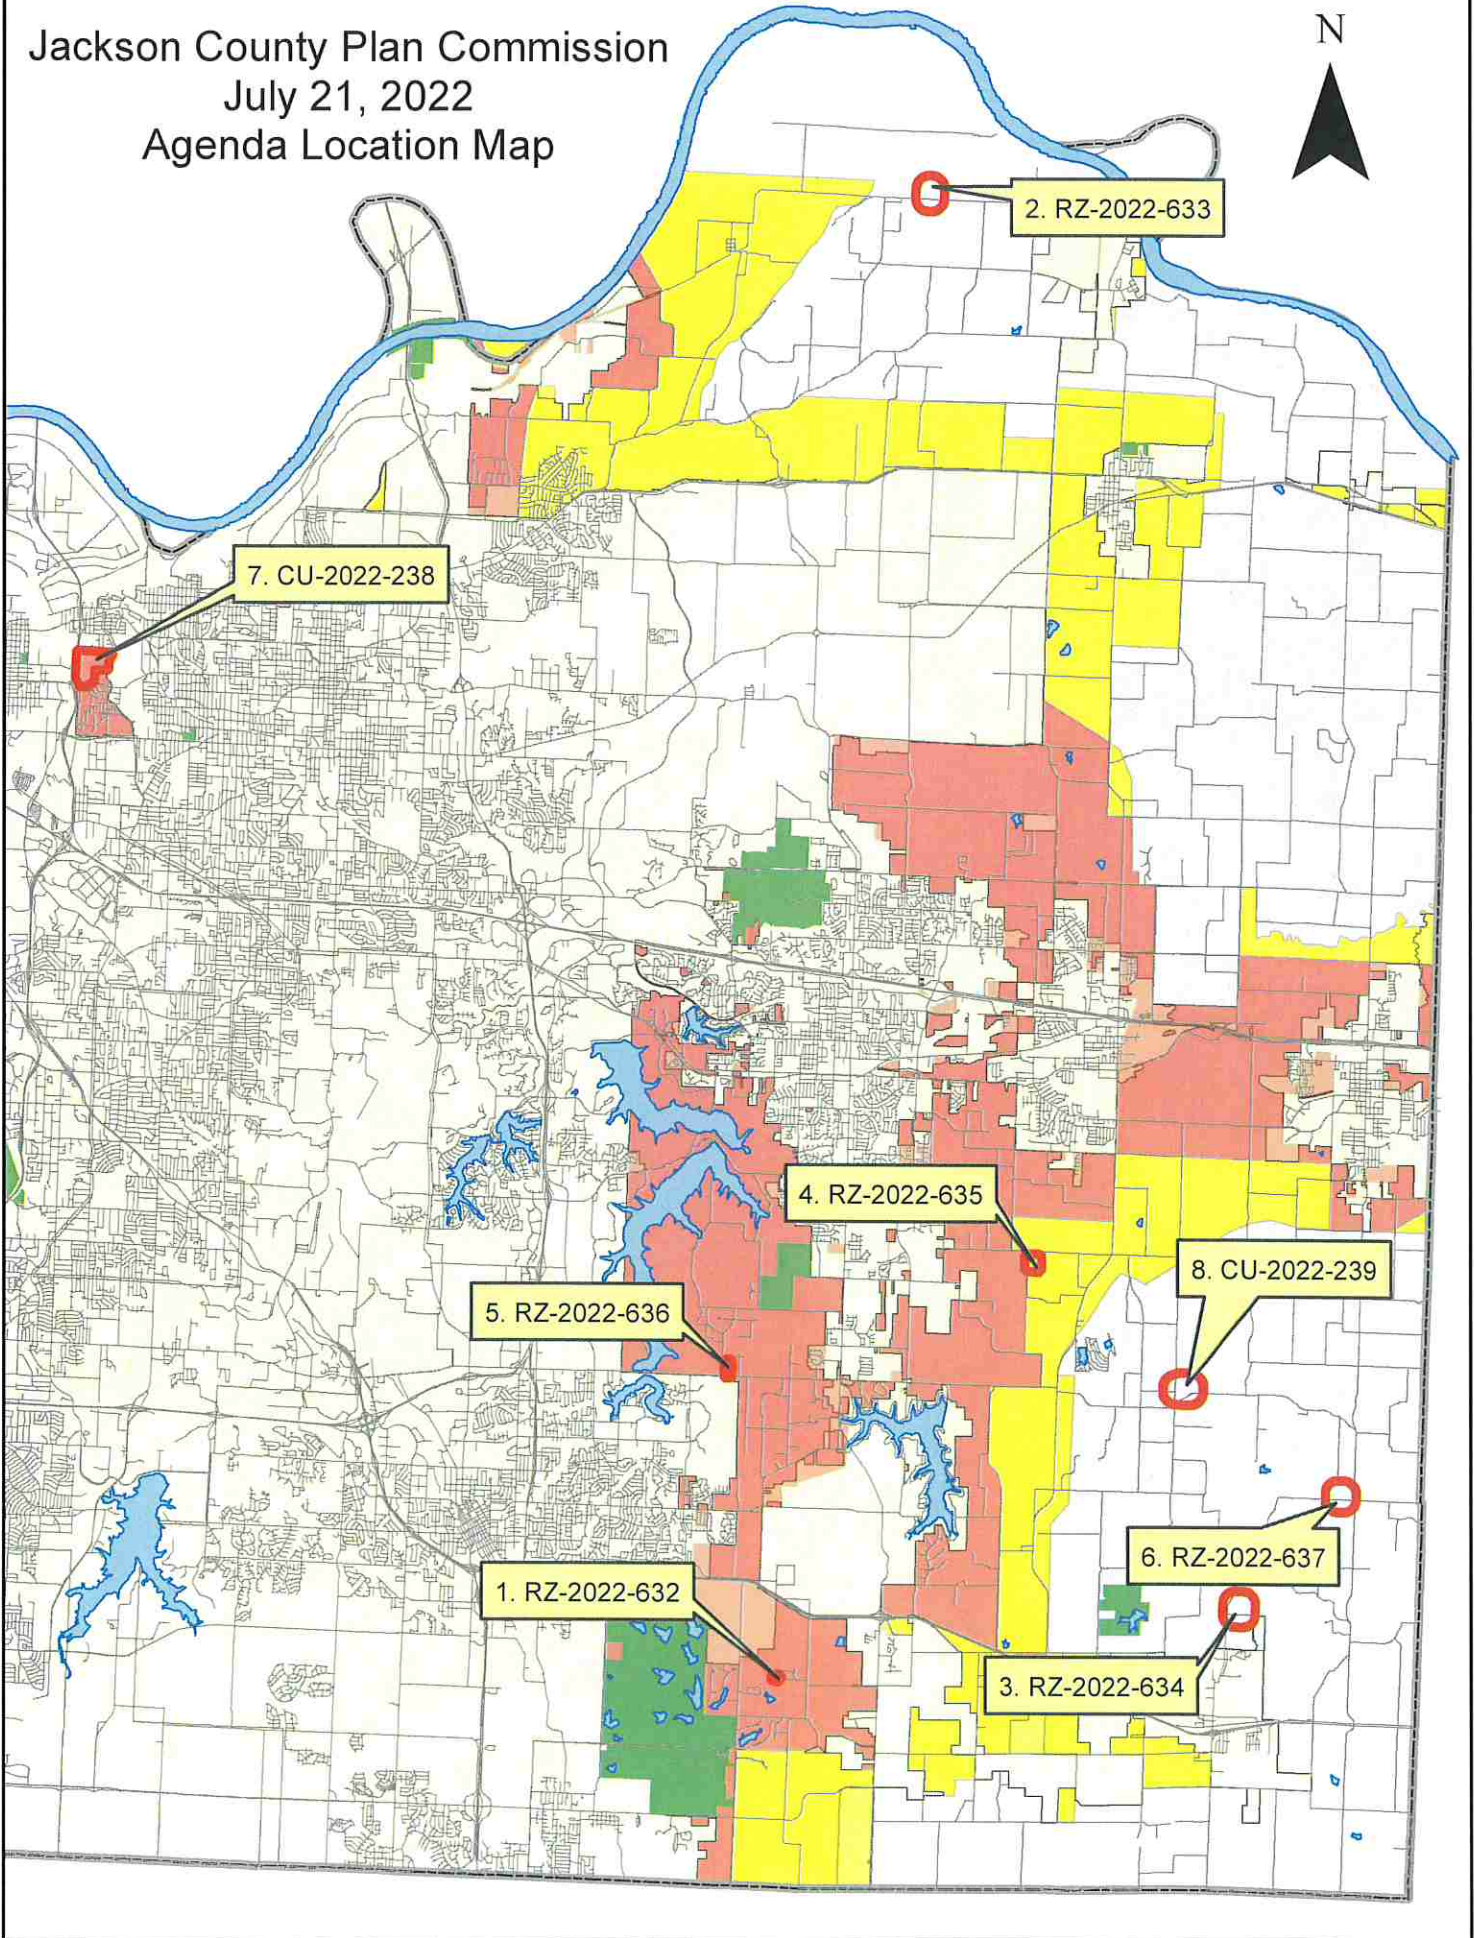 Jackson County Plan Commission
July 21, 2022
Agenda Location Map
N
2. RZ-2022-633
7. CU-2022-238
4. RZ-2022-635
8. CU-2022-239
5. RZ-2022-636
6. RZ-2022-637
1. RZ-2022-632
3. RZ-2022-634